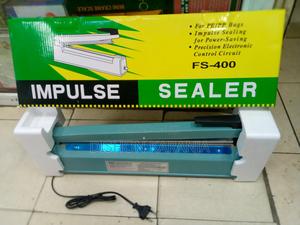 • For PE/PP Bags
• Impulse Sealing
for Power-Saving
• Precision Electronic
Control Circuit
FS-400
IMPULSE SEALER